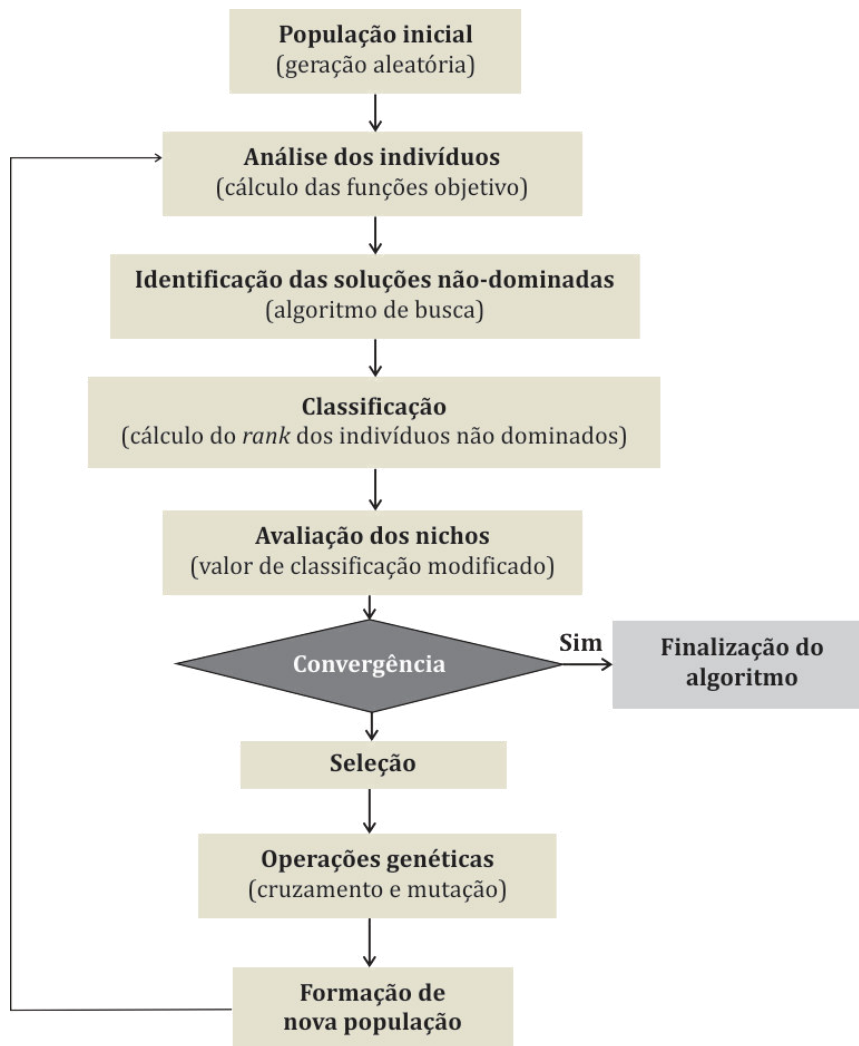 População inicial
(geração aleatória)
Análise dos indivíduos
(cálculo das funções objetivo)
Identificação das soluções não-dominadas
(algoritmo de busca)
Classificação
(cálculo do rank dos indivíduos não dominados)
Avaliação dos nichos
(valor de classificação modificado)
Convergência
Sim
Finalização do
algoritmo
Seleção
Operações genéticas
(cruzamento e mutação)
Formação de
nova população